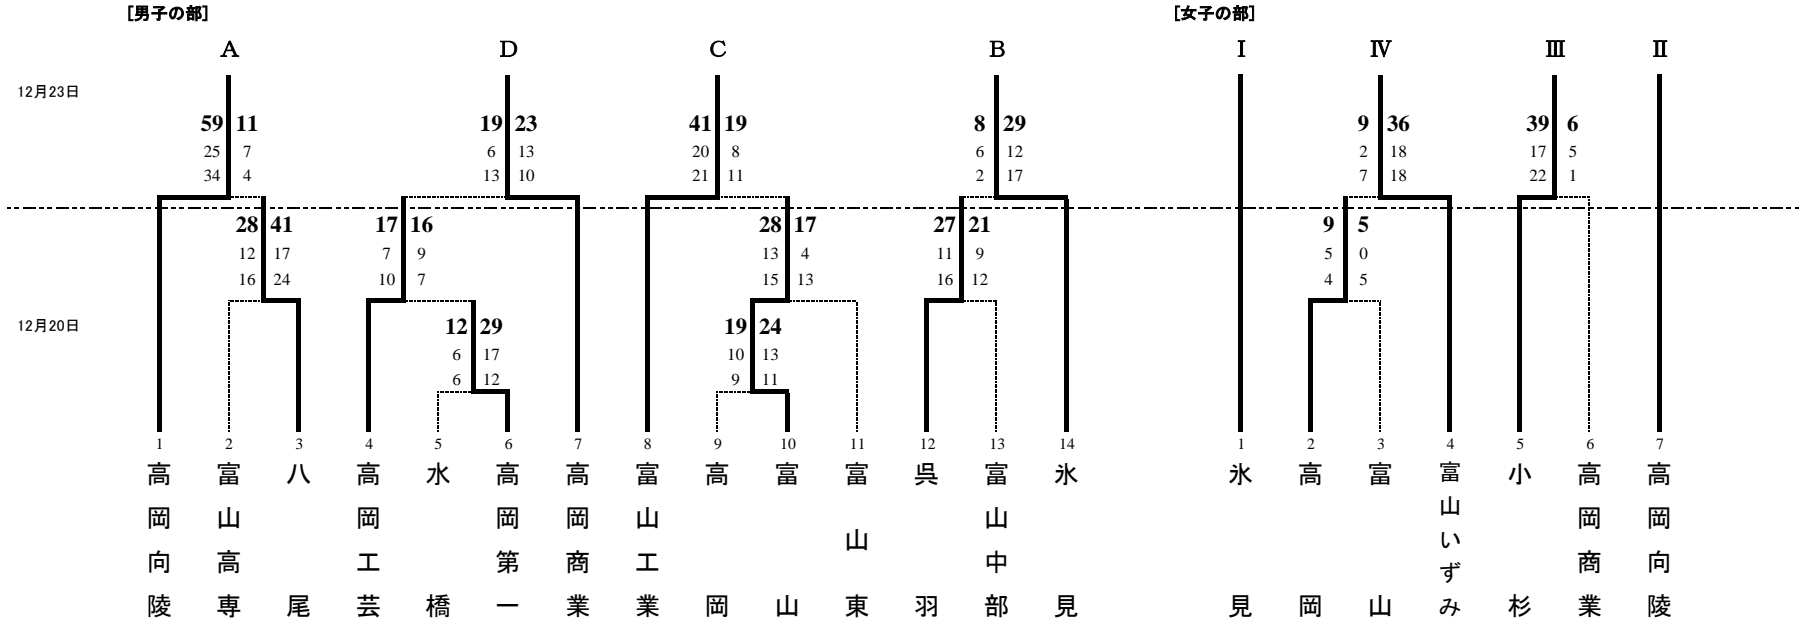 [男子の部] [女子の部]
A D C B Ⅰ Ⅳ Ⅲ Ⅱ
12月23日
59 11 19 23 41 19 8 29 9 36 39 6
25 7 6 13 20 8 6 12 2 18 17 5
34 4 13 10 21 11 2 17 7 18 22 1
28 41 17 16 28 17 27 21 9 5
12 17 7 9 13 4 11 9 5 0
16 24 10 7 15 13 16 12 4 5
12月20日
12 29 19 24
6 17 10 13
6 12 9 11
1 2 3 4 5 6 7 8 9 10 11 12 13 14 1 2 3 4 5 6 7
高岡向陵
富山高専
八尾
高岡工芸
水橋
高岡第一
高岡商業
富山工業
高岡
富山
富山東
呉羽
富山中部
氷見
氷見
高岡
富山
富山いずみ
小杉
高岡商業
高岡向陵